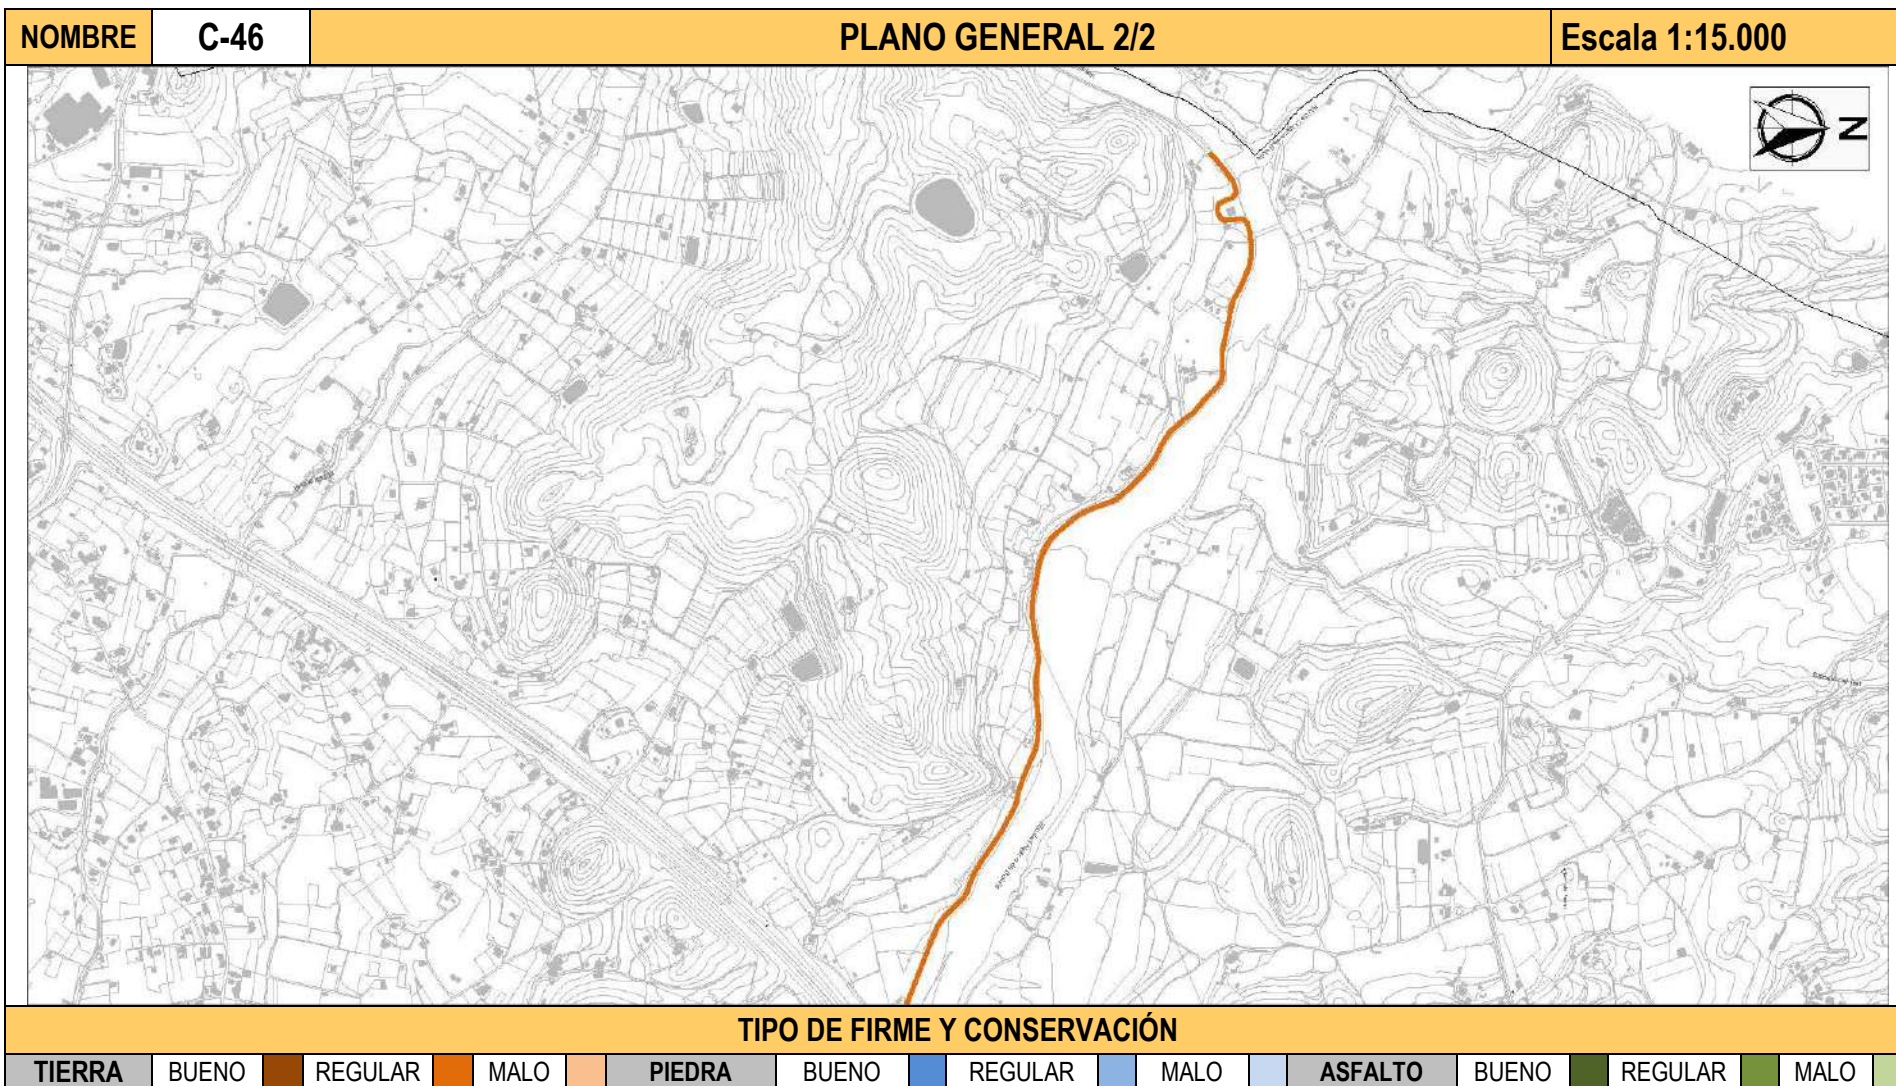 NOMBRE C-46 PLANO GENERAL 2/2 Escala 1:15.000
N
TIPO DE FIRME Y CONSERVACIÓN
TIERRA BUENO REGULAR MALO PIEDRA BUENO REGULAR MALO ASFALTO BUENO REGULAR MALO